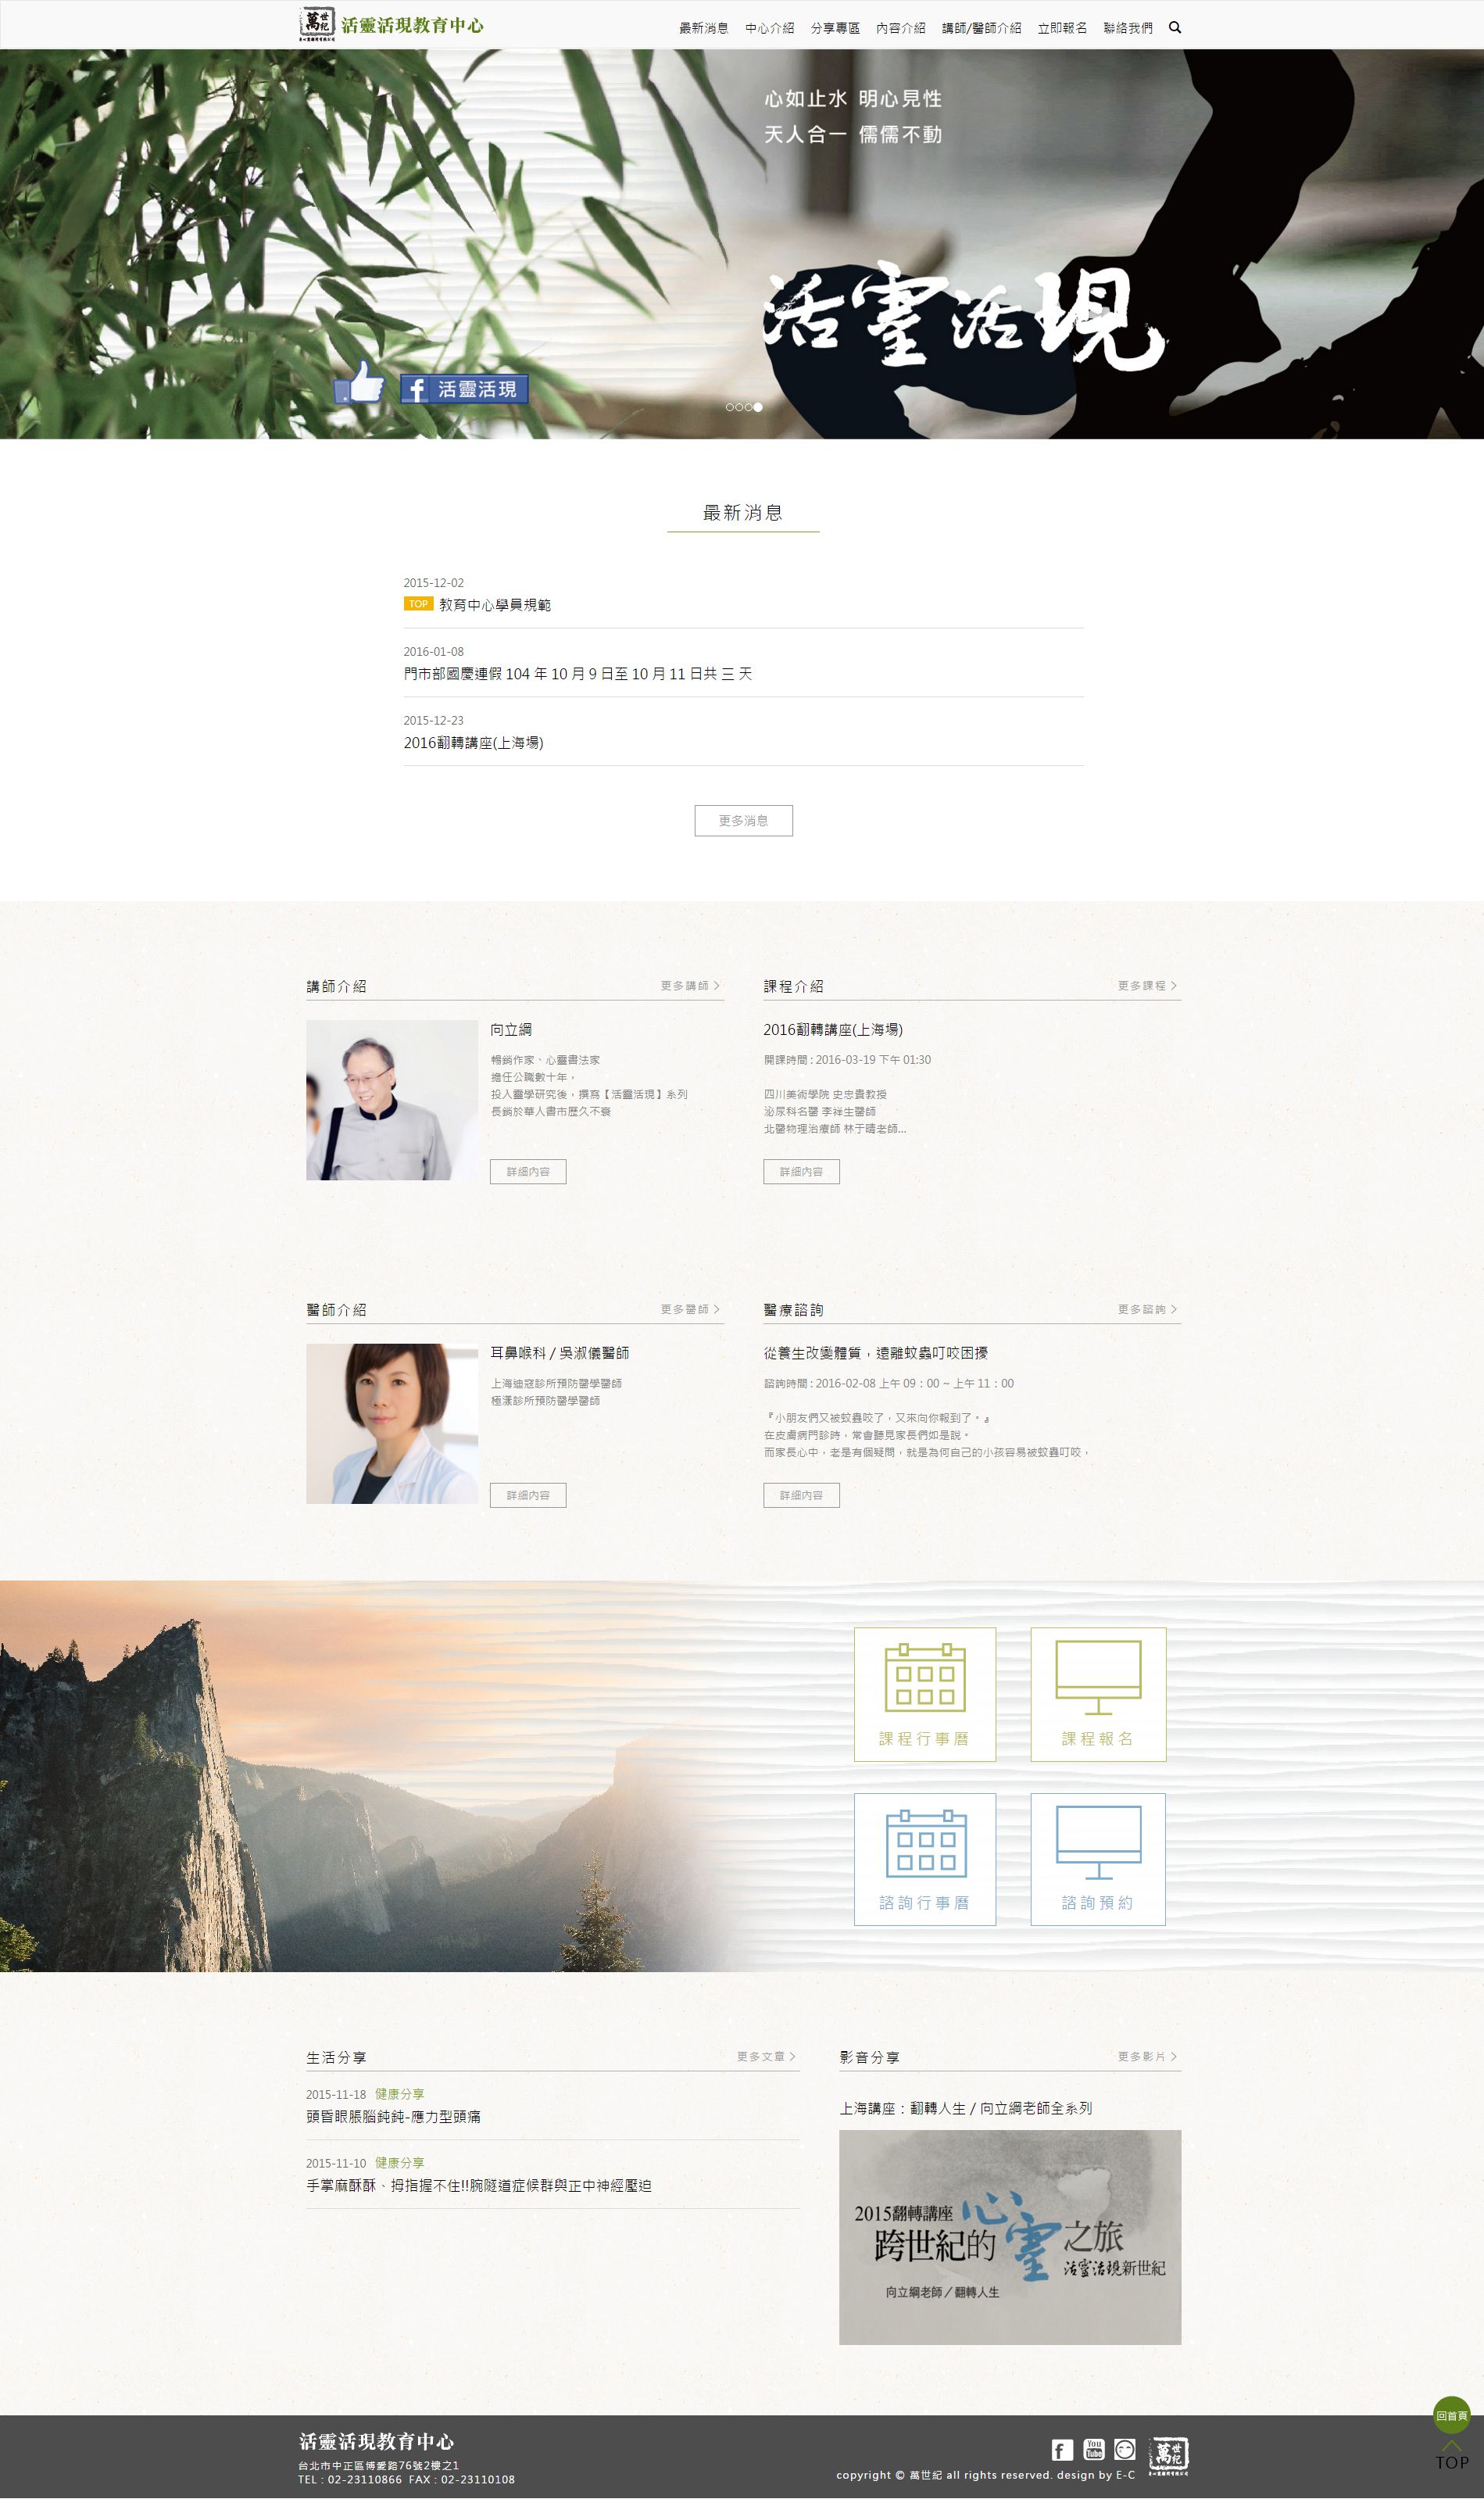 萬世紀
活靈活現教育中心
最新消息 中心介紹 分享專區 內容介紹 講師/醫師介紹 立即報名 聯絡我們
心如止水 明心見性
天人合一 儒儒不動
活靈活現
f 活靈活現
最新消息
2015-12-02
TOP 教育中心學員規範
2016-01-08
門市部國慶連假 104 年 10 月 9 日至 10 月 11 日共 三 天
2015-12-23
2016翻轉講座(上海場)
更多消息
講師介紹 更多講師
向立綱
暢銷作家、心靈書法家
擔任公職數十年，
投入靈學研究後，撰寫【活靈活現】系列
長銷於華人書市歷久不衰
詳細內容
課程介紹 更多課程
2016翻轉講座(上海場)
開課時間 : 2016-03-19 下午 01:30
四川美術學院 史忠貴教授
泌尿科名醫 李祥生醫師
北醫物理治療師 林于晴老師...
詳細內容
醫師介紹 更多醫師
耳鼻喉科 / 吳淑儀醫師
上海迪寇診所預防醫學醫師
極漾診所預防醫學醫師
詳細內容
醫療諮詢 更多諮詢
從養生改變體質，遠離蚊蟲叮咬困擾
諮詢時間 : 2016-02-08 上午 09：00 ~ 上午 11：00
『小朋友們又被蚊蟲咬了，又來向你報到了。』
在皮膚病門診時，常會聽見家長們如是說。
而家長心中，老是有個疑問，就是為何自己的小孩容易被蚊蟲叮咬，
詳細內容
課程行事曆 課程報名
諮詢行事曆 諮詢預約
生活分享 更多文章
2015-11-18 健康分享
頭昏眼脹腦鈍鈍-應力型頭痛
2015-11-10 健康分享
手掌麻酥酥、拇指握不住!!腕隧道症候群與正中神經壓迫
影音分享 更多影片
上海講座：翻轉人生 / 向立綱老師全系列
2015翻轉講座
跨世紀的心靈之旅
活靈活現新世紀
向立綱老師／翻轉人生
回首頁
TOP
活靈活現教育中心
台北市中正區博愛路76號2樓之1
TEL : 02-23110866 FAX : 02-23110108
f You Tube 萬世紀
copyright © 萬世紀 all rights reserved. design by E-C